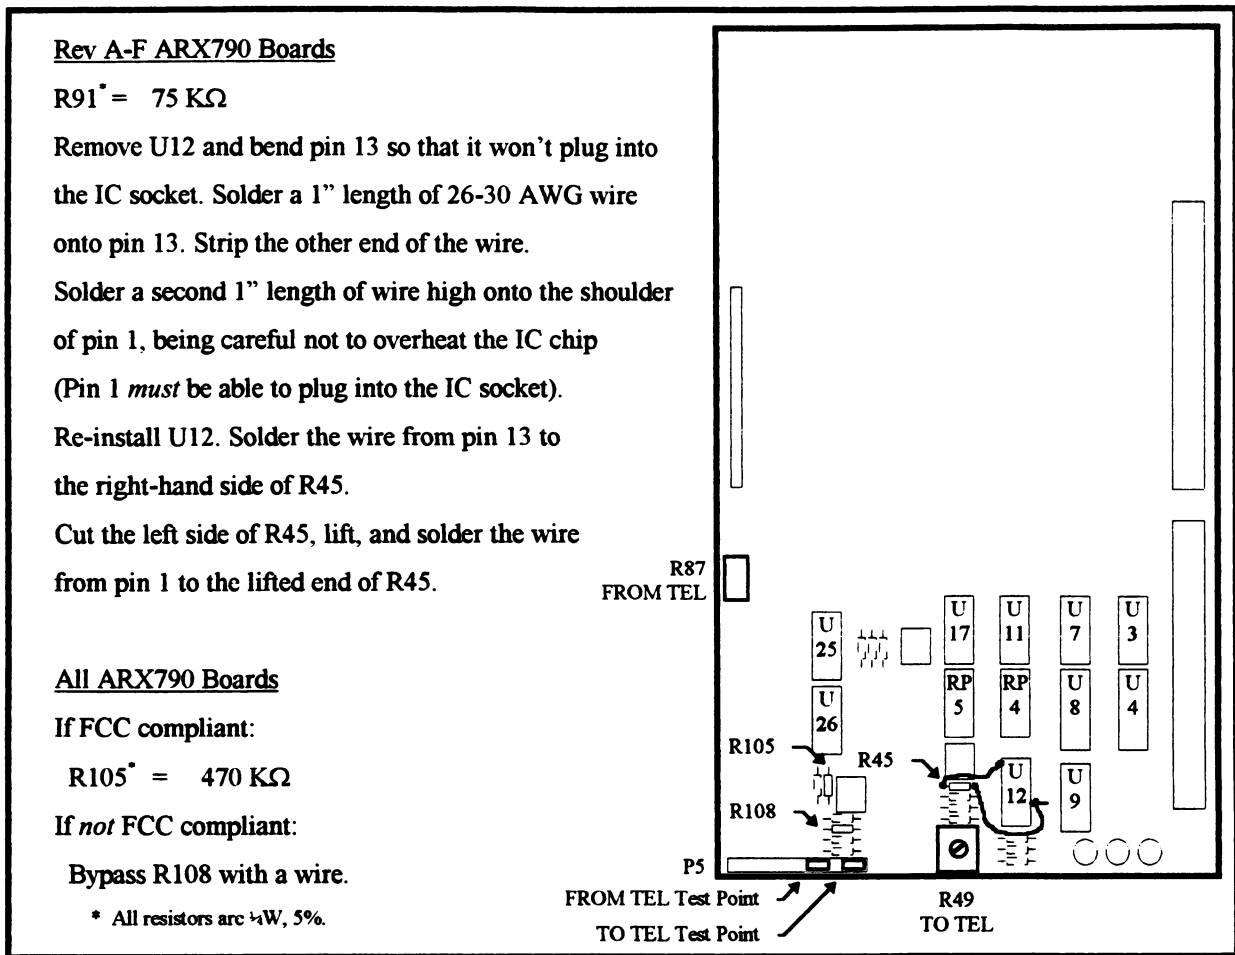 Rev A-F ARX790 Boards
R91* = 75 KΩ
Remove U12 and bend pin 13 so that it won't plug into
the IC socket. Solder a 1” length of 26-30 AWG wire
onto pin 13. Strip the other end of the wire.
Solder a second 1” length of wire high onto the shoulder
of pin 1, being careful not to overheat the IC chip
(Pin 1 must be able to plug into the IC socket).
Re-install U12. Solder the wire from pin 13 to
the right-hand side of R45.
Cut the left side of R45, lift, and solder the wire
from pin 1 to the lifted end of R45.
All ARX790 Boards
If FCC compliant:
R105* = 470 KΩ
If not FCC compliant:
Bypass R108 with a wire.
* All resistors are ¼W, 5%.
R87
FROM TEL
U
25
U
17
U
11
U
7
U
3
U
26
RP
5
RP
4
U
8
U
4
R105
R45
U
12
U
9
R108
P5
FROM TEL Test Point
TO TEL Test Point
R49
TO TEL